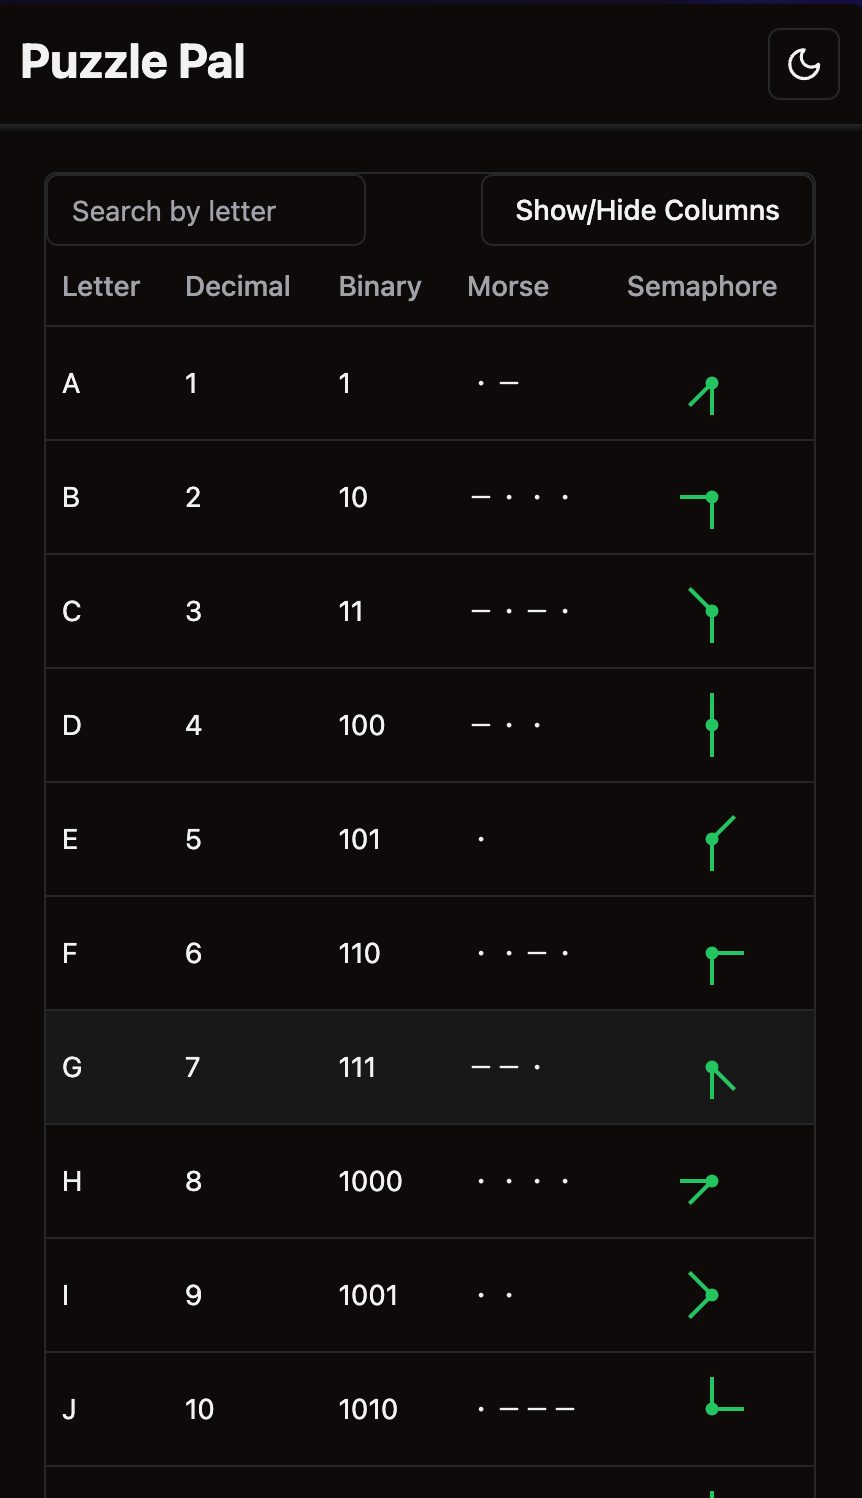 Puzzle Pal
Search by letter Show/Hide Columns
Letter Decimal Binary Morse Semaphore
A 1 1 · –
B 2 10 – · · ·
C 3 11 – · – ·
D 4 100 – · ·
E 5 101 ·
F 6 110 · · – ·
G 7 111 – – ·
H 8 1000 · · · ·
I 9 1001 · ·
J 10 1010 · – – –